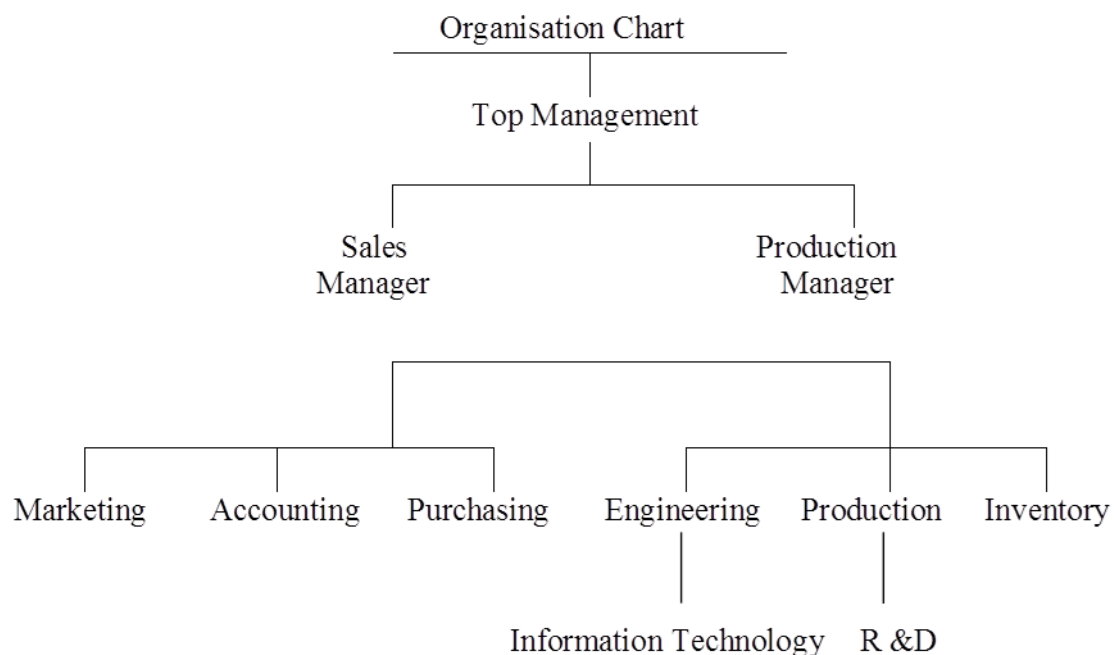 Organisation Chart
Top Management
Sales
Manager
Production
Manager
Marketing
Accounting
Purchasing
Engineering
Production
Inventory
Information Technology
R &D